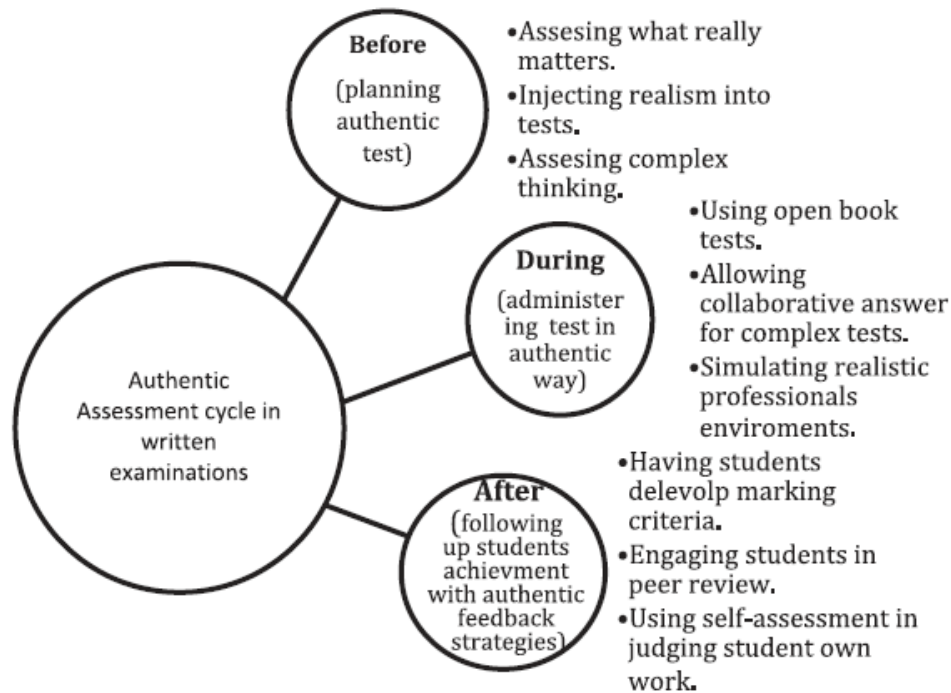 Before
(planning
authentic
test)
•Assesing what really
matters.
•Injecting realism into
tests.
•Assesing complex
thinking.
During
(administer
ing test in
authentic
way)
•Using open book
tests.
•Allowing
collaborative answer
for complex tests.
•Simulating realistic
professionals
enviroments.
Authentic
Assessment cycle in
written
examinations
After
(following
up students
achievment
with authentic
feedback
strategies)
•Having students
delevolp marking
criteria.
•Engaging students in
peer review.
•Using self-assessment in
judging student own
work.